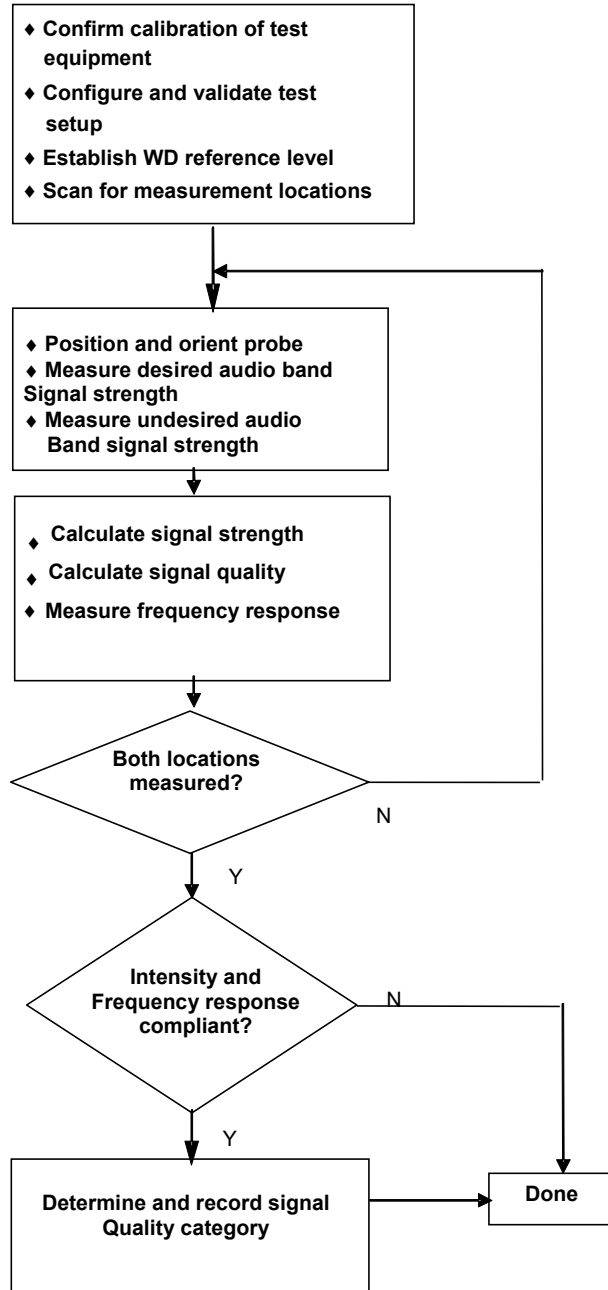 ♦ Confirm calibration of test
equipment
♦ Configure and validate test
setup
♦ Establish WD reference level
♦ Scan for measurement locations
♦ Position and orient probe
♦ Measure desired audio band
Signal strength
♦ Measure undesired audio
Band signal strength
♦ Calculate signal strength
♦ Calculate signal quality
♦ Measure frequency response
Both locations
measured?
N
Y
Intensity and
Frequency response
compliant?
N
Y
Determine and record signal
Quality category
Done